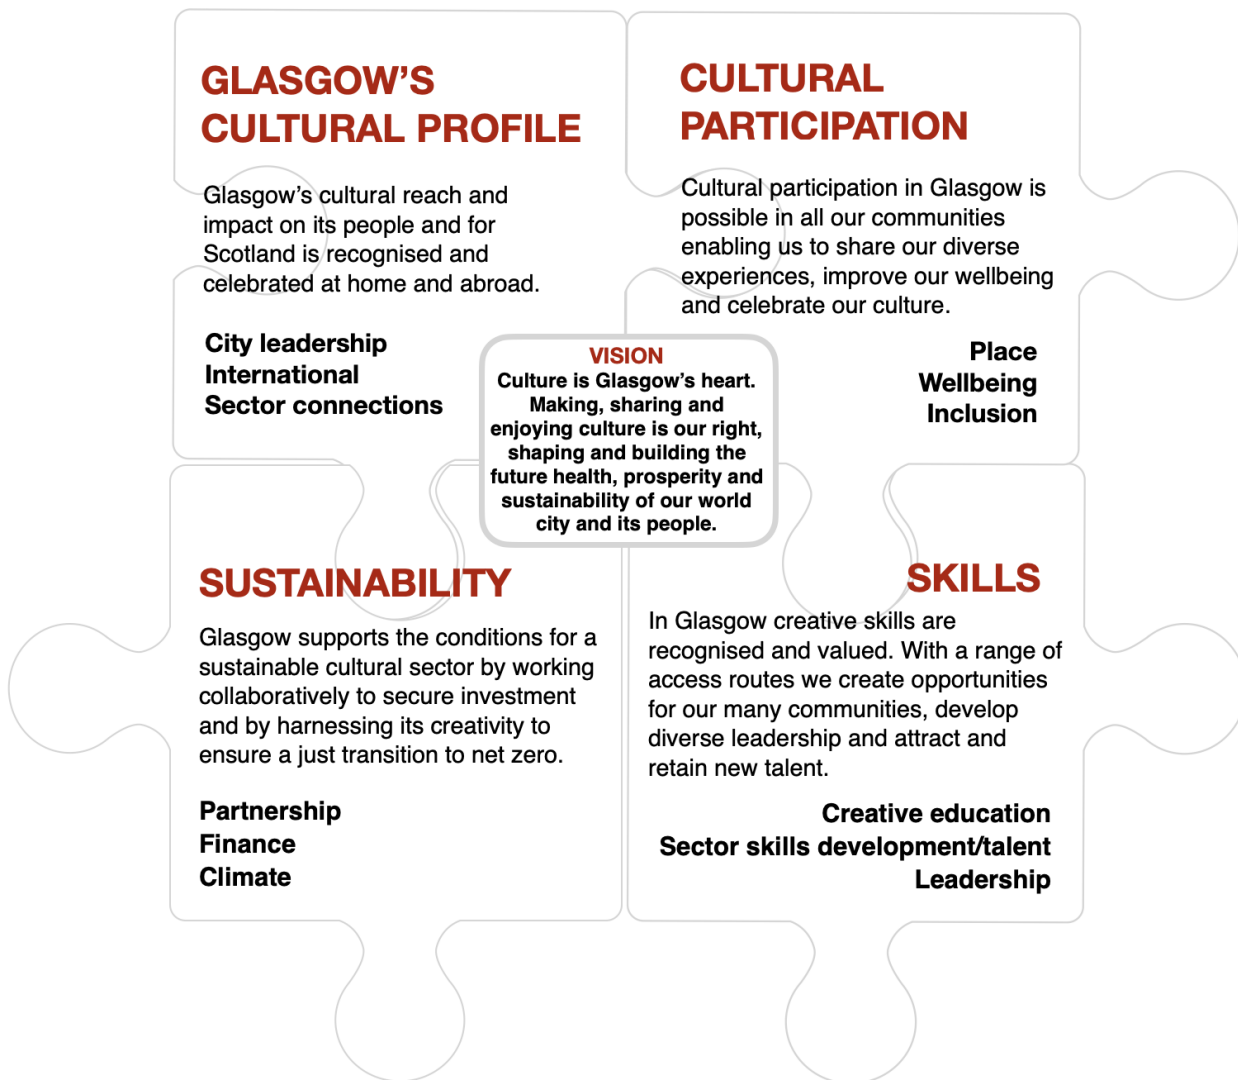 GLASGOW’S
CULTURAL PROFILE
Glasgow’s cultural reach and
impact on its people and for
Scotland is recognised and
celebrated at home and abroad.
City leadership
International
Sector connections
CULTURAL
PARTICIPATION
Cultural participation in Glasgow is
possible in all our communities
enabling us to share our diverse
experiences, improve our wellbeing
and celebrate our culture.
Place
Wellbeing
Inclusion
VISION
Culture is Glasgow’s heart.
Making, sharing and
enjoying culture is our right,
shaping and building the
future health, prosperity and
sustainability of our world
city and its people.
SUSTAINABILITY
Glasgow supports the conditions for a
sustainable cultural sector by working
collaboratively to secure investment
and by harnessing its creativity to
ensure a just transition to net zero.
Partnership
Finance
Climate
SKILLS
In Glasgow creative skills are
recognised and valued. With a range of
access routes we create opportunities
for our many communities, develop
diverse leadership and attract and
retain new talent.
Creative education
Sector skills development/talent
Leadership